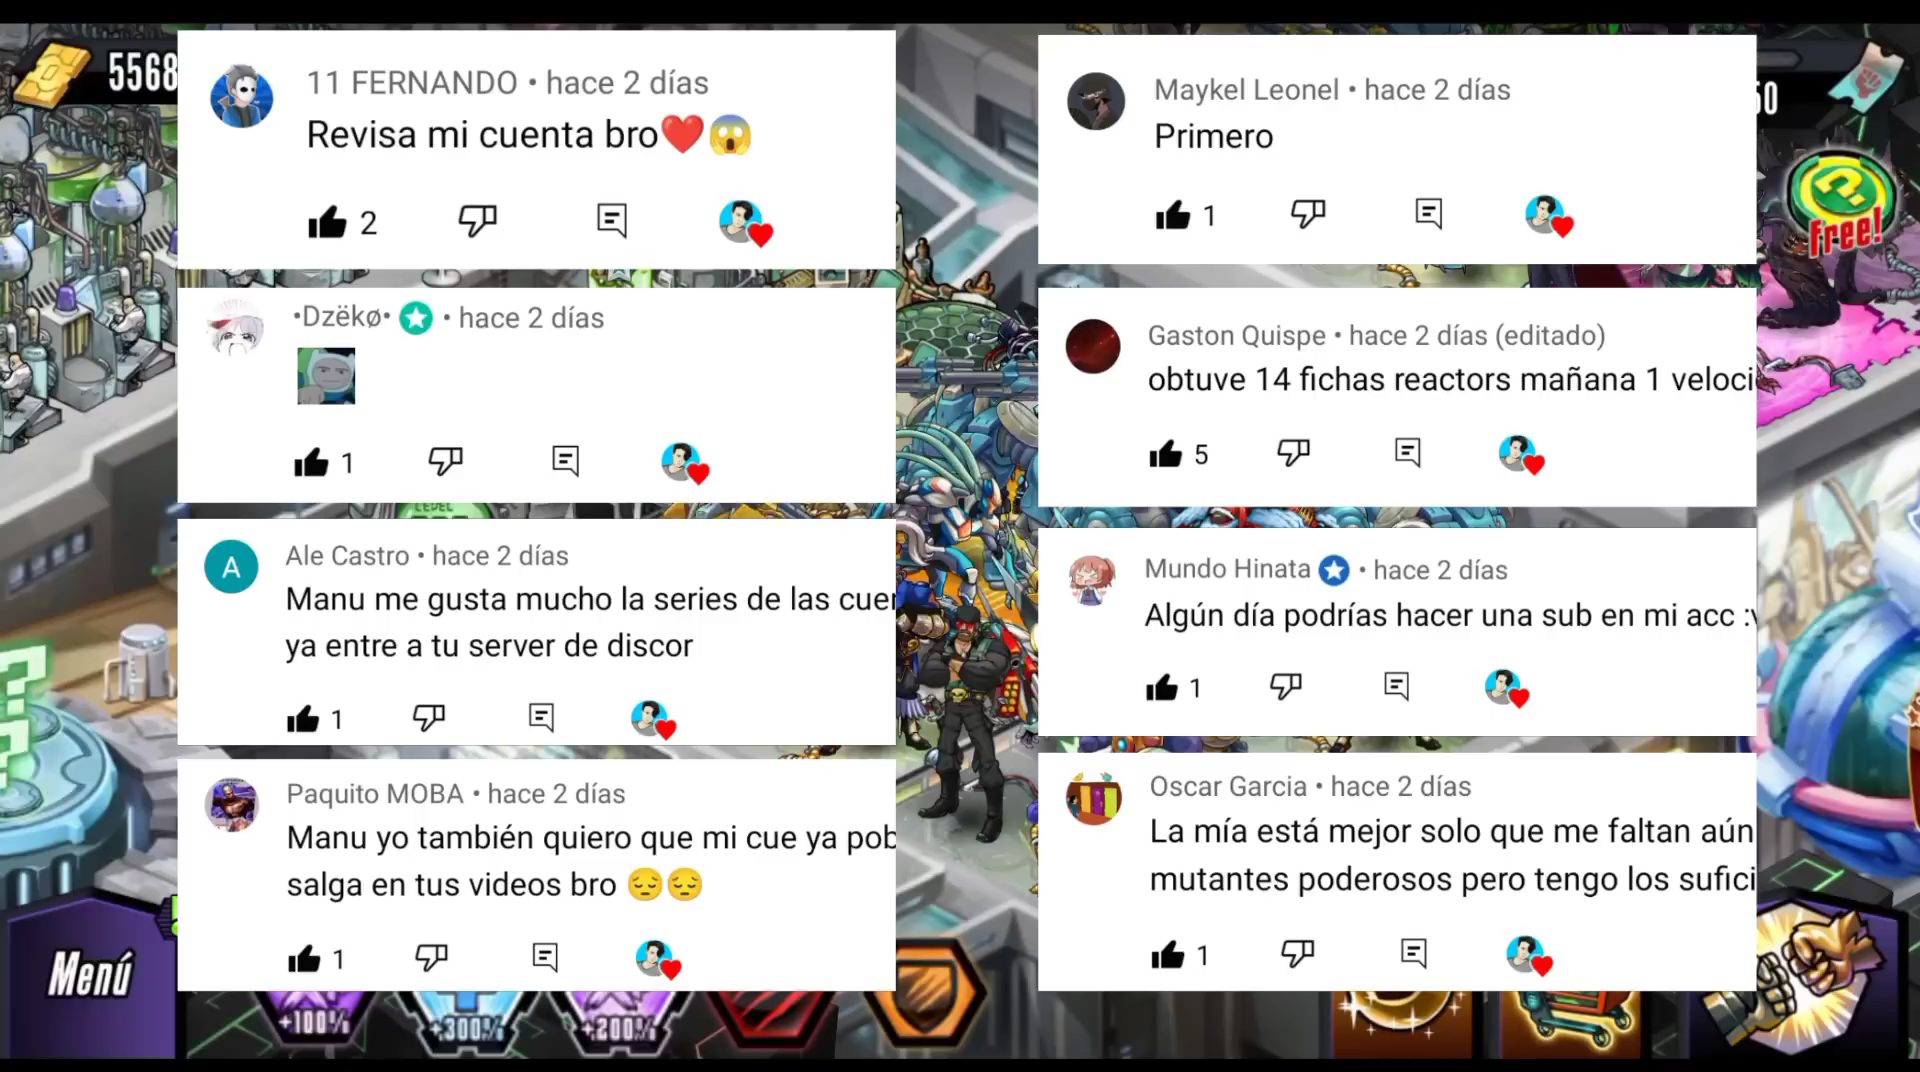 5568
11 FERNANDO • hace 2 días
Revisa mi cuenta bro❤️😱
2
•Dzëkø• • hace 2 días
1
Ale Castro • hace 2 días
A
Manu me gusta mucho la series de las
ya entre a tu server de discor
1
Paquito MOBA • hace 2 días
Manu yo también quiero que mi cue ya
salga en tus videos bro 😔😔
1
Maykel Leonel • hace 2 días
Primero
1
Gaston Quispe • hace 2 días (editado)
obtuve 14 fichas reactors mañana 1
5
Mundo Hinata • hace 2 días
Algún día podrías hacer una sub en mi acc
1
Oscar Garcia • hace 2 días
La mía está mejor solo que me faltan aún
mutantes poderosos pero tengo los
1
Free!
LEVEL
Menú
+100%
+300%
+200%